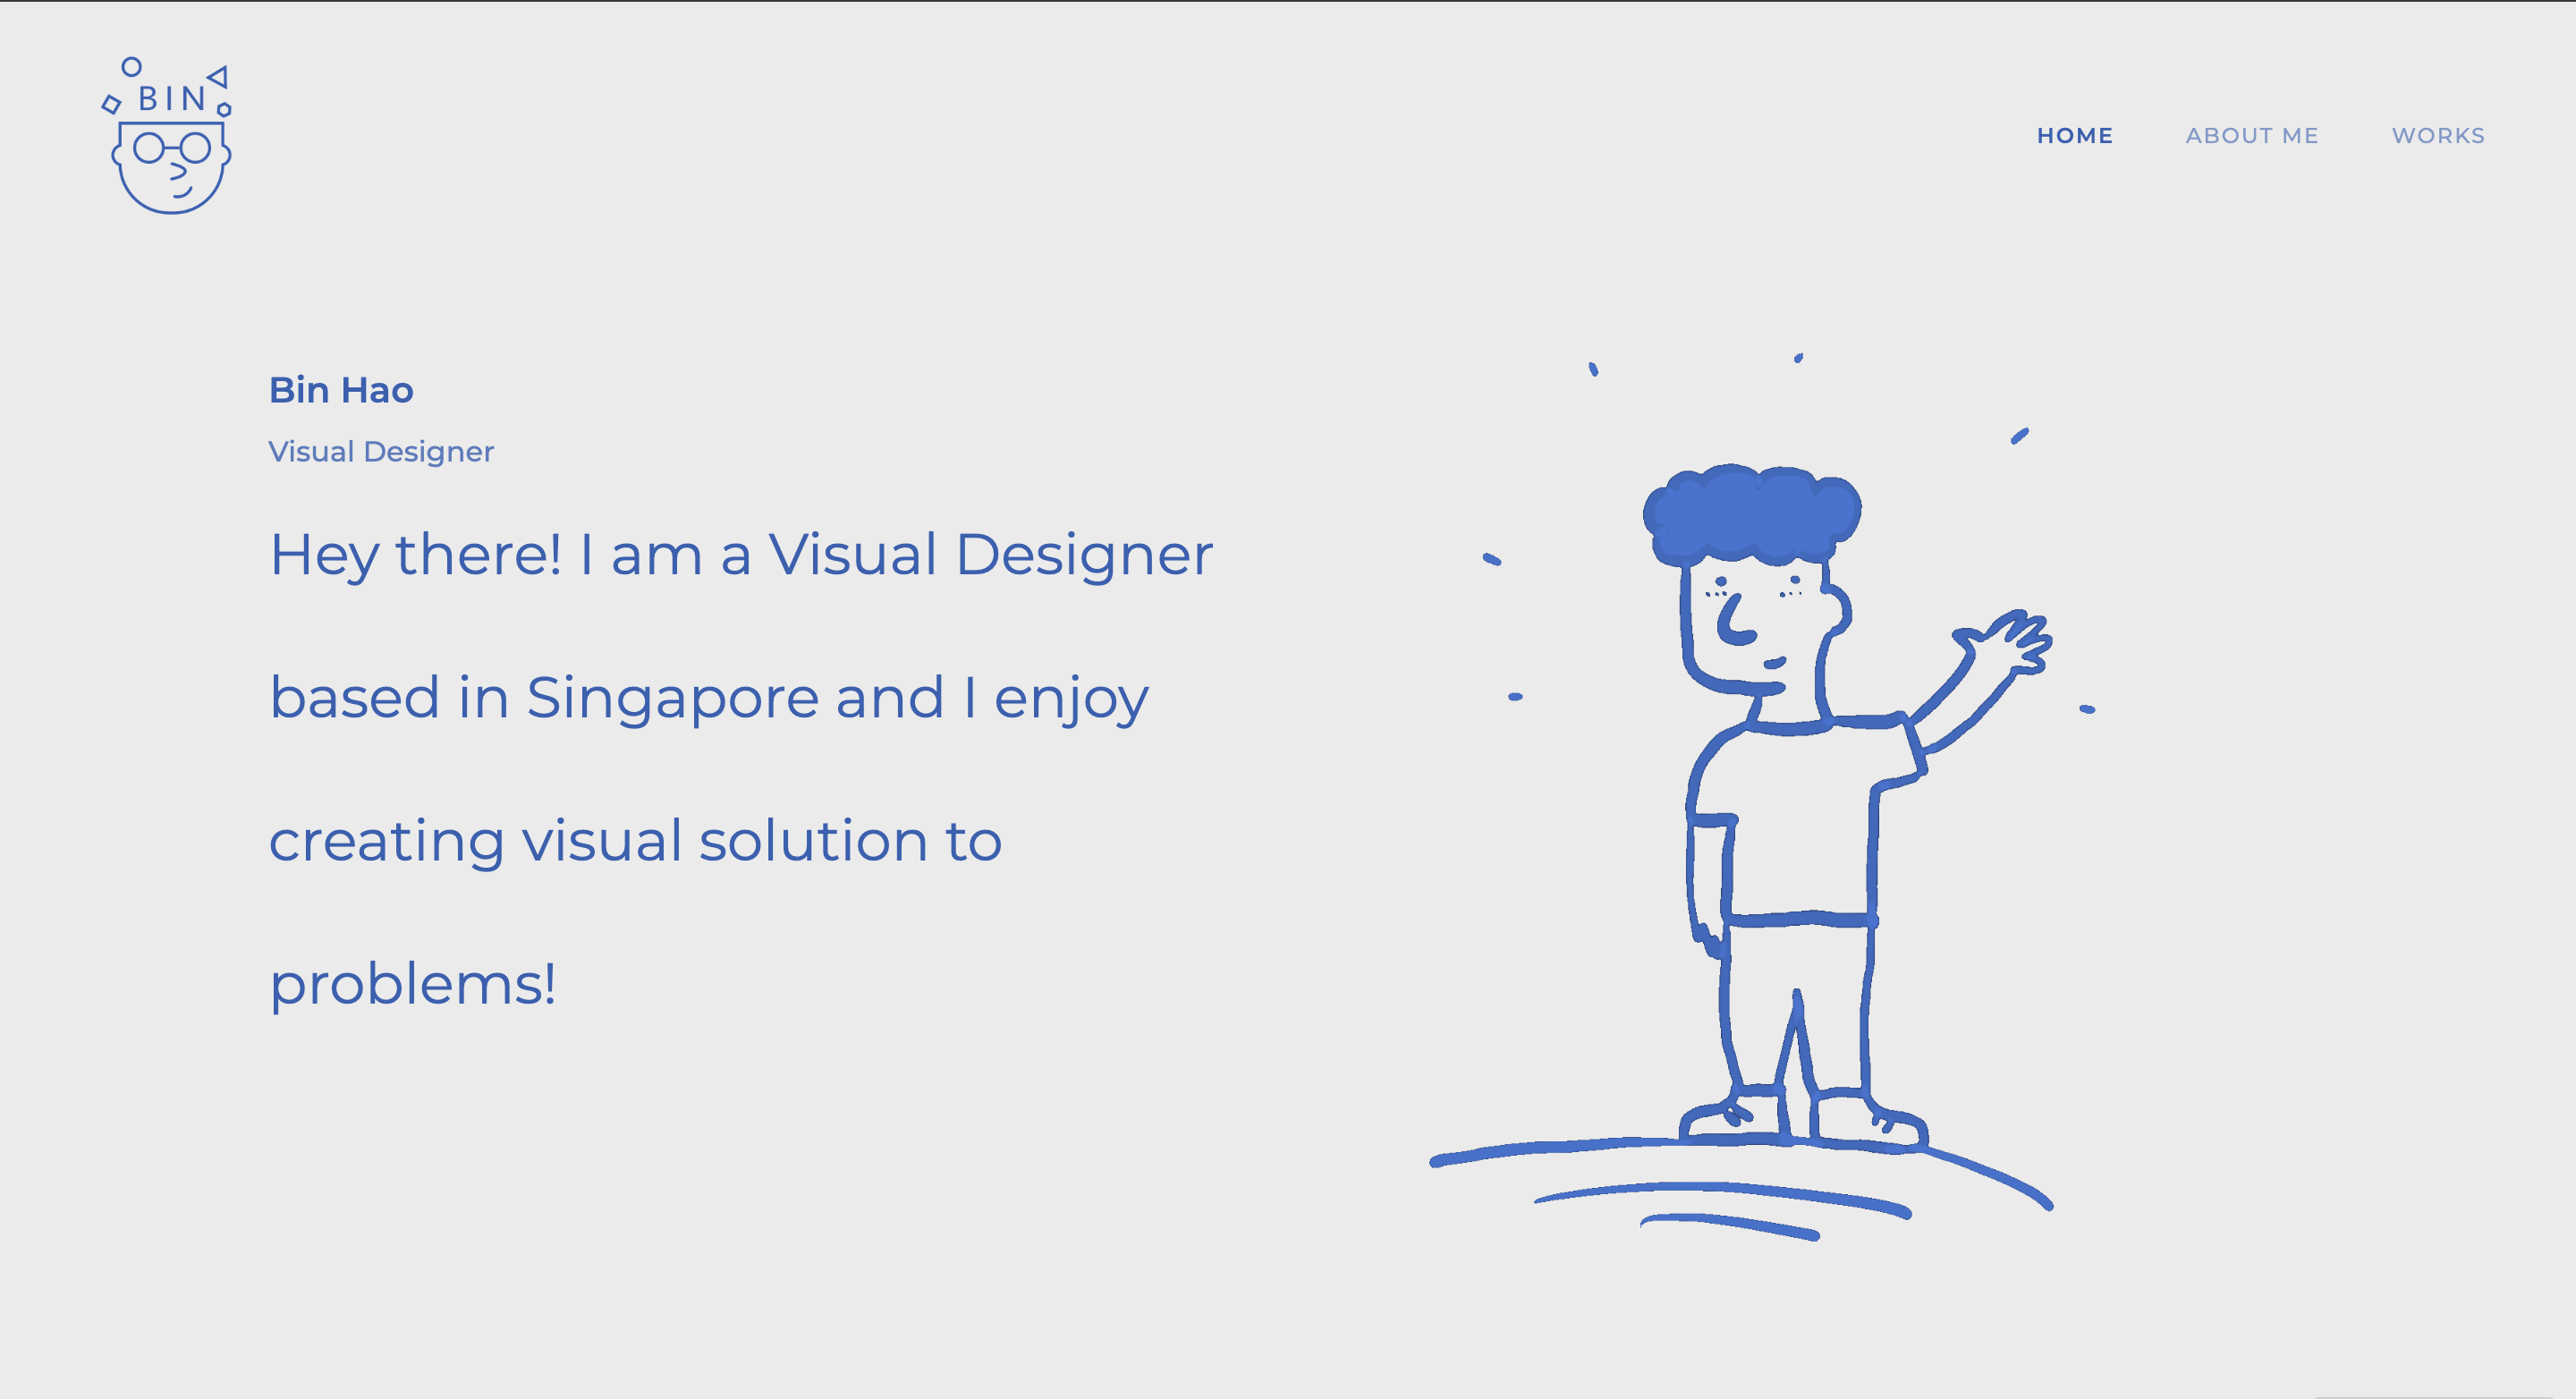 BIN
HOME ABOUT ME WORKS
Bin Hao
Visual Designer
Hey there! I am a Visual Designer
based in Singapore and I enjoy
creating visual solution to
problems!